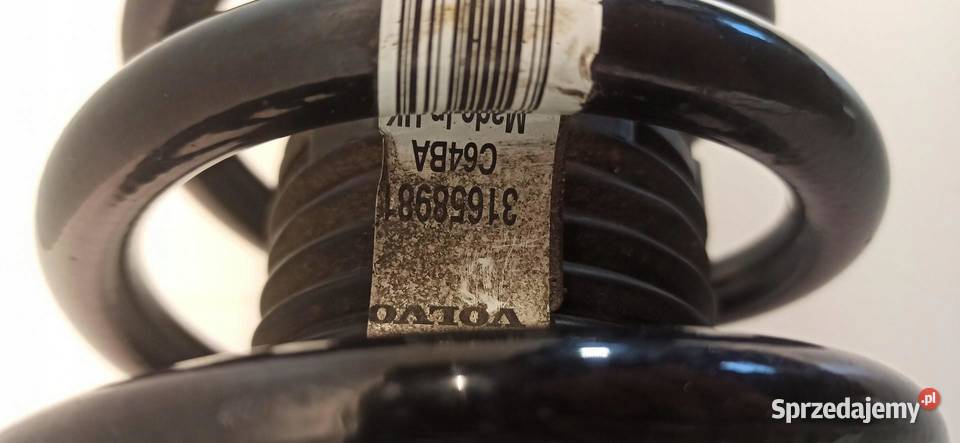 VOLVO
31658981
C64BA
Made In UK
Sprzedajemy.pl